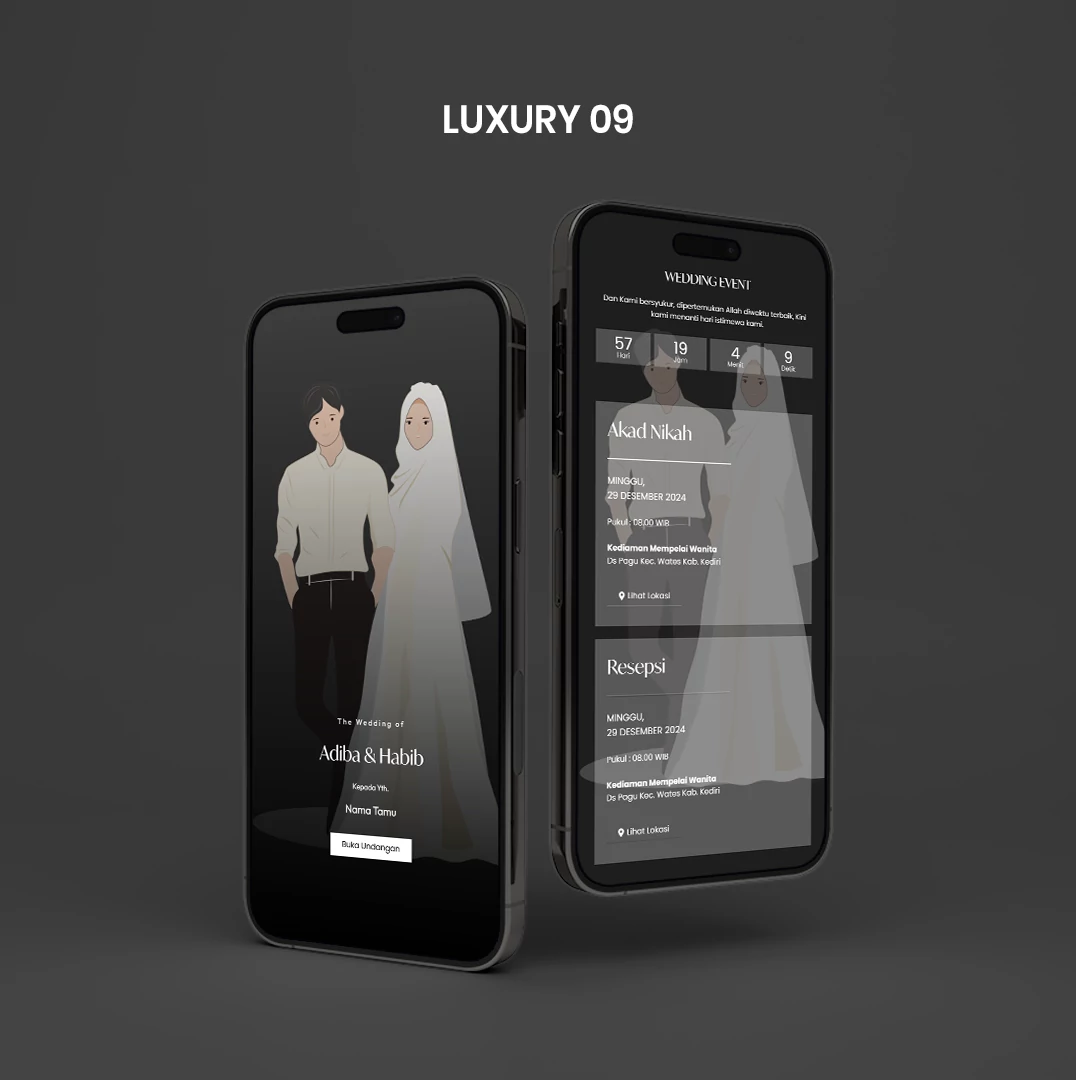 LUXURY 09
The Wedding of
Adiba & Habib
Kepada Yth.
Nama Tamu
Buka Undangan
WEDDING EVENT
Dan Kami bersyukur, dipertemukan Allah diwaktu terbaik, Kini
kami menanti hari istimewa kami.
57 19 4 9
Hari Jam Menit Detik
Akad Nikah
MINGGU,
29 DESEMBER 2024
Pukul : 08.00 WIB
Kediaman Mempelai Wanita
Ds Pagu Kec. Wates Kab. Kediri
Lihat Lokasi
Resepsi
MINGGU,
29 DESEMBER 2024
Pukul : 08.00 WIB
Kediaman Mempelai Wanita
Ds Pagu Kec. Wates Kab. Kediri
Lihat Lokasi